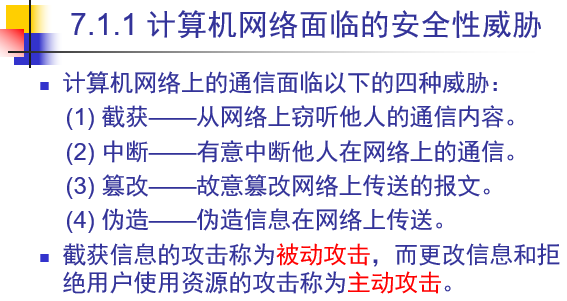 7.1.1 计算机网络面临的安全性威胁
计算机网络上的通信面临以下的四种威胁：
(1) 截获——从网络上窃听他人的通信内容。
(2) 中断——有意中断他人在网络上的通信。
(3) 篡改——故意篡改网络上传送的报文。
(4) 伪造——伪造信息在网络上传送。
截获信息的攻击称为被动攻击，而更改信息和拒
绝用户使用资源的攻击称为主动攻击。